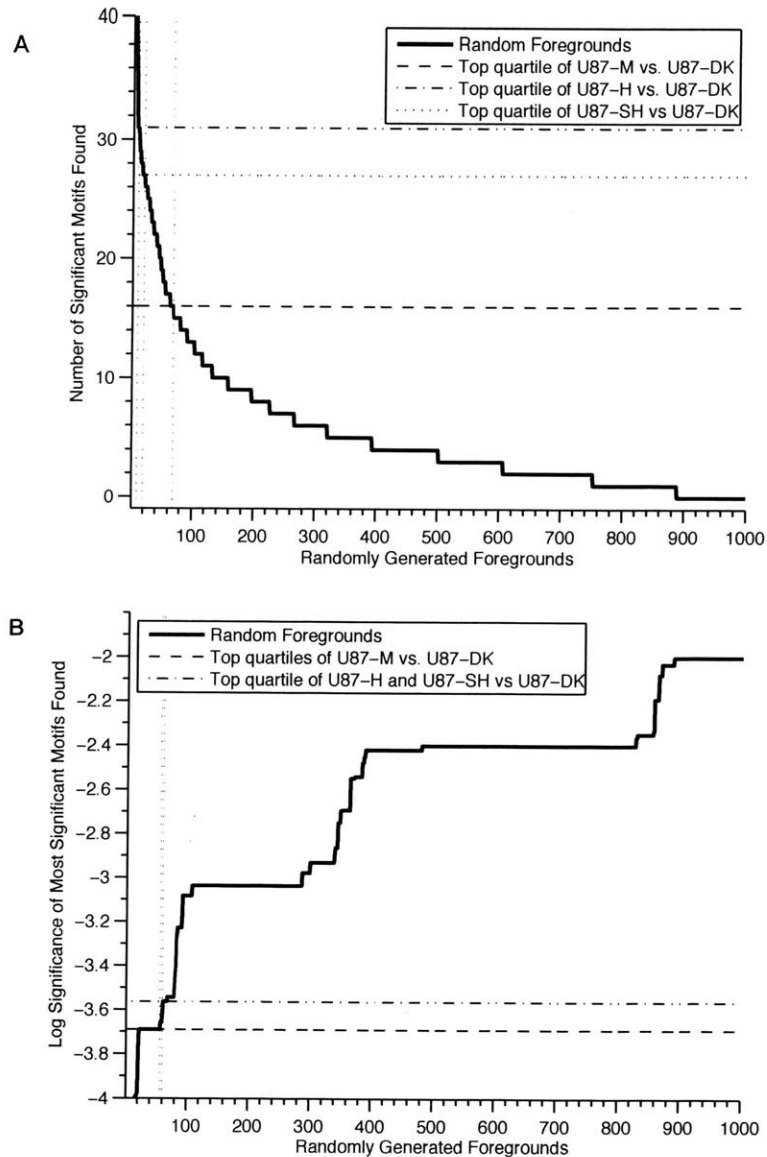 A
40
30
20
10
0
Number of Significant Motifs Found
Random Foregrounds
Top quartile of U87-M vs. U87-DK
Top quartile of U87-H vs. U87-DK
Top quartile of U87-SH vs U87-DK
100 200 300 400 500 600 700 800 900 1000
Randomly Generated Foregrounds
B
-2
-2.2
-2.4
-2.6
-2.8
-3
-3.2
-3.4
-3.6
-3.8
-4
Log Significance of Most Significant Motifs Found
Random Foregrounds
Top quartiles of U87-M vs. U87-DK
Top quartile of U87-H and U87-SH vs U87-DK
100 200 300 400 500 600 700 800 900 1000
Randomly Generated Foregrounds